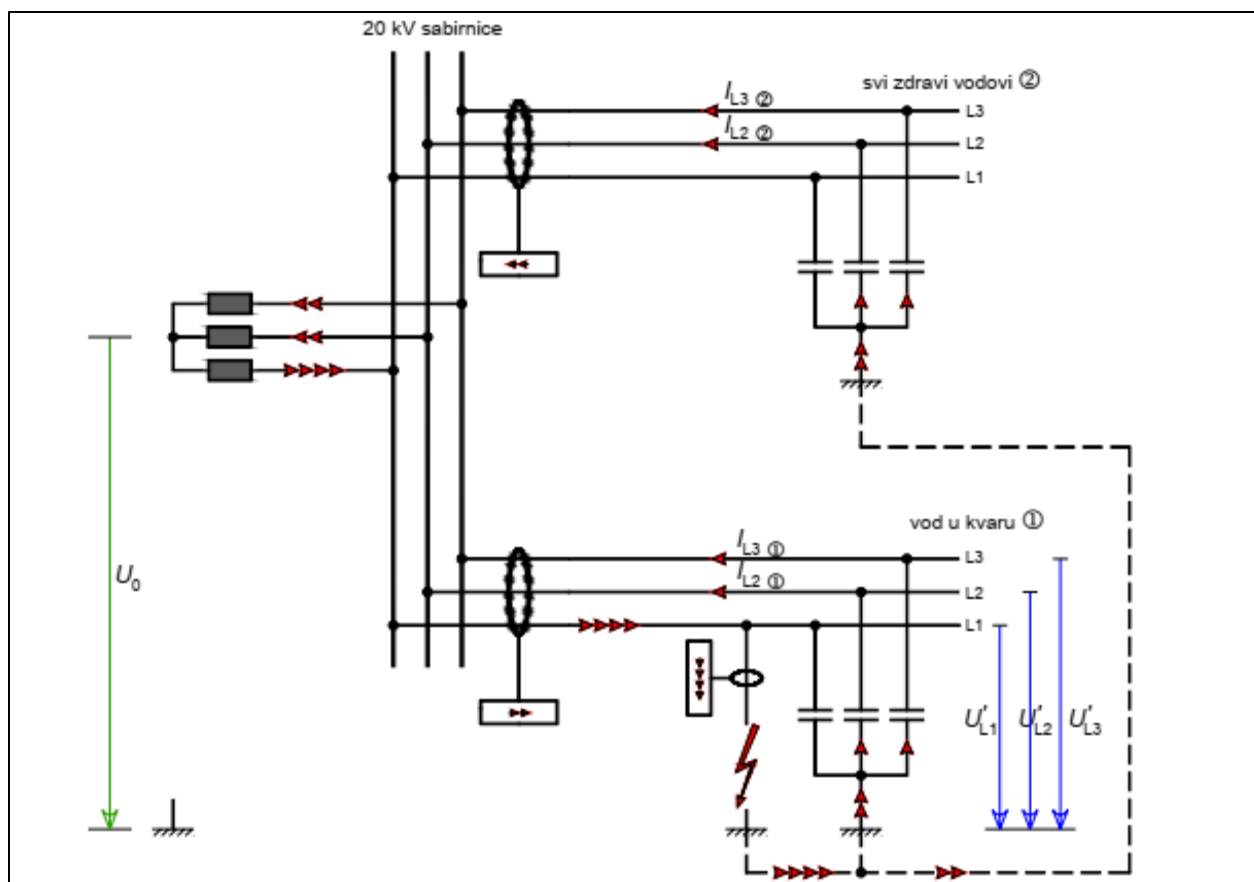 20 kV sabirnice
svi zdravi vodovi ②
I_L3 ②
L3
I_L2 ②
L2
L1
vod u kvaru ①
I_L3 ①
L3
U_0
I_L2 ①
L2
L1
U'_L1
U'_L2
U'_L3